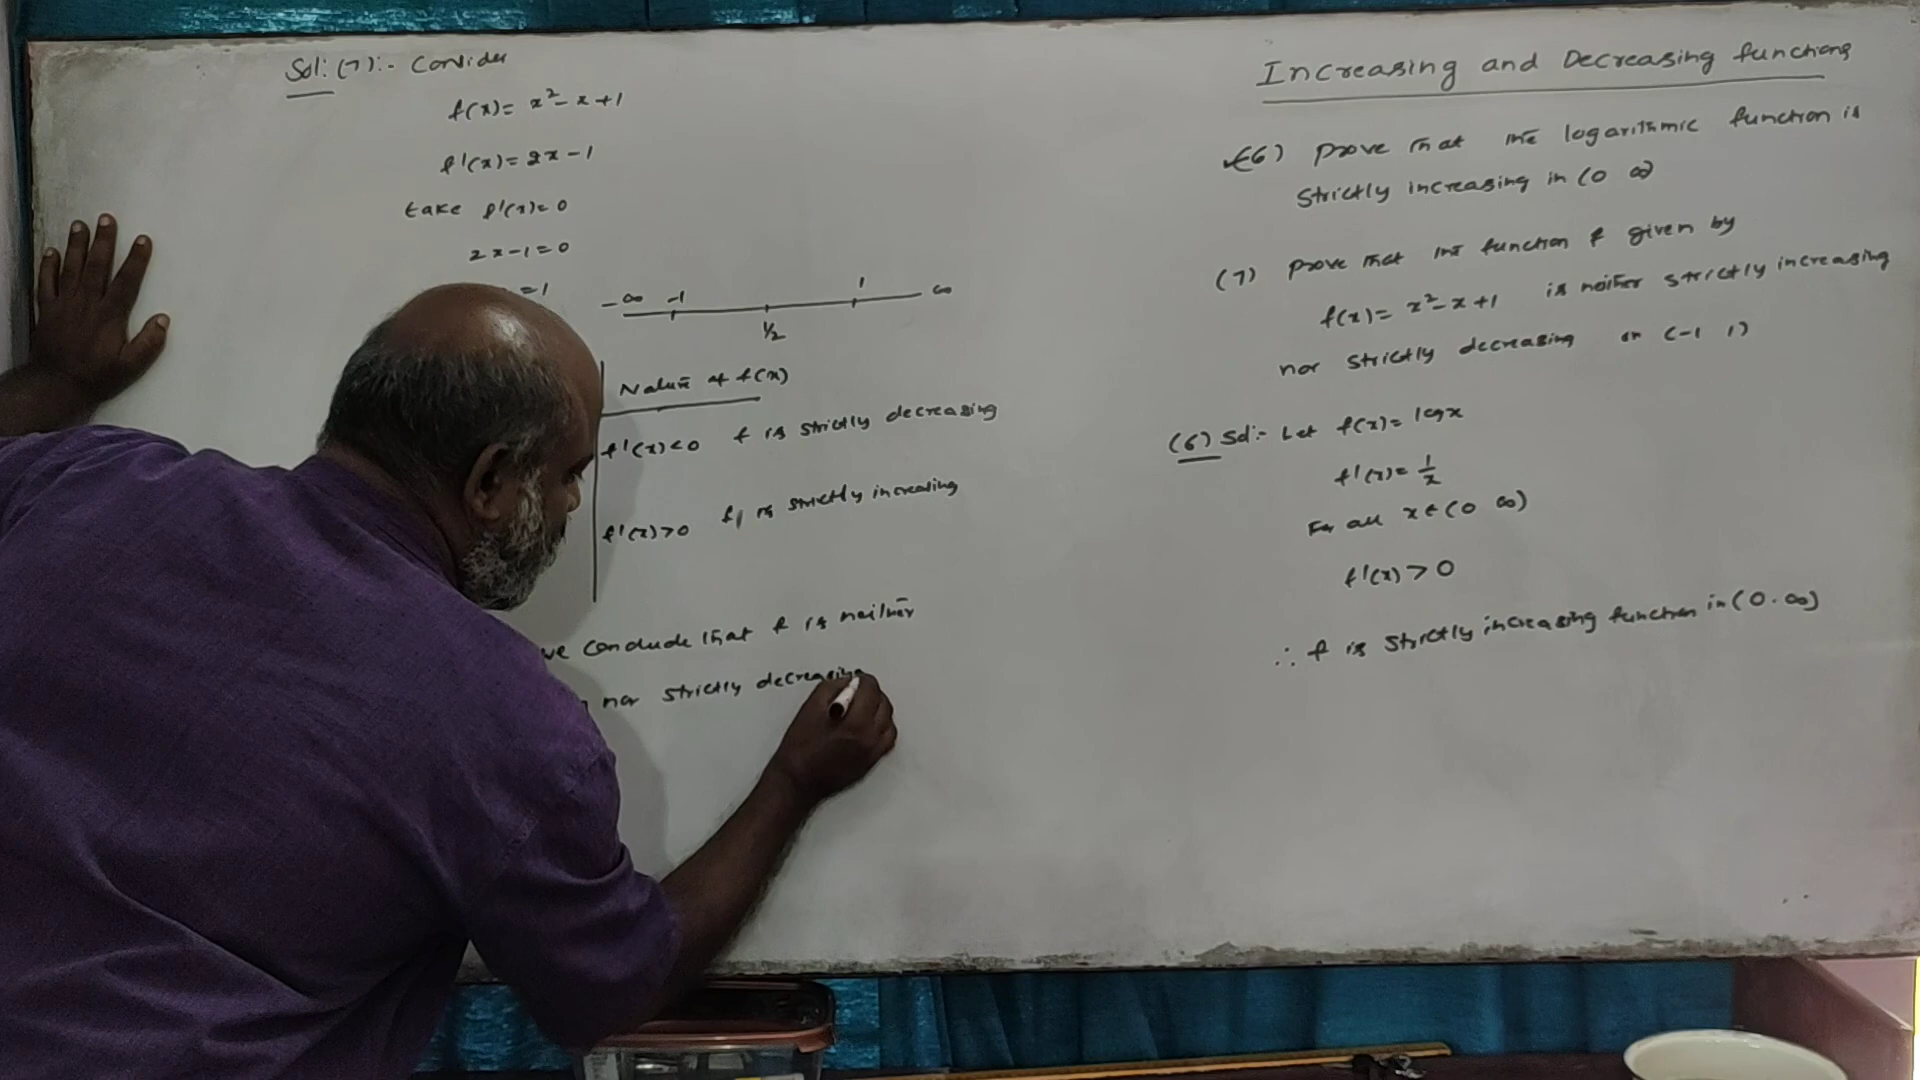 Sol: (7):- Consider
f(x)= x²-x+1
f'(x)= 2x-1
take f'(x)=0
2x-1=0
=1
-∞ -1 1/2 1 ∞
Nature of f(x)
f'(x)<0 f is strictly decreasing
f'(x)>0 f is strictly increasing
we conclude that f is neither
nor strictly decreasing
Increasing and Decreasing functions
(6) Prove that the logarithmic function is
strictly increasing in (0 ∞)
(7) Prove that the function f given by
f(x)= x²-x+1 is neither strictly increasing
nor strictly decreasing on (-1 1)
(6) Sol:- Let f(x)= logx
f'(x)= 1/x
For all x∈(0 ∞)
f'(x)>0
∴ f is strictly increasing function in (0.∞)